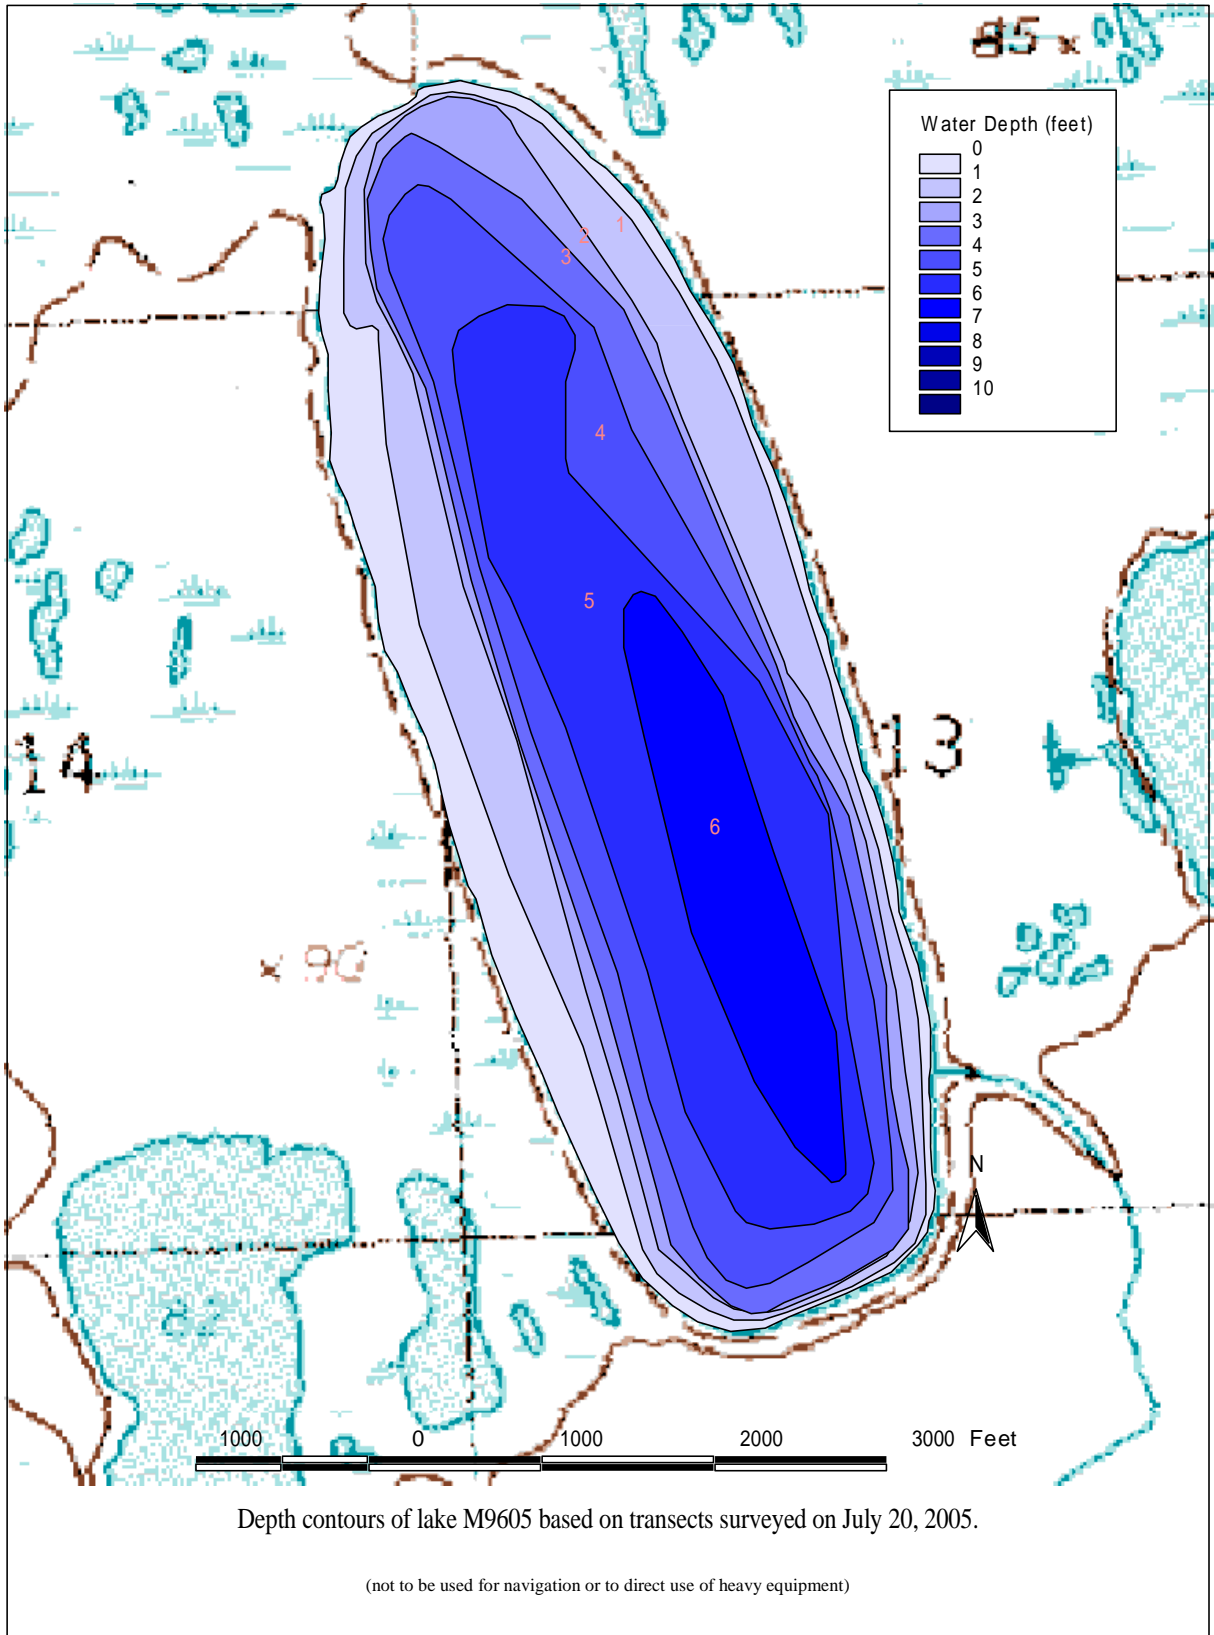 85 x
Water Depth (feet)
0
1
2
3
4
5
6
7
8
9
10
1
2
3
4
5
6
14
13
x 96
N
1000 0 1000 2000 3000 Feet
Depth contours of lake M9605 based on transects surveyed on July 20, 2005.
(not to be used for navigation or to direct use of heavy equipment)